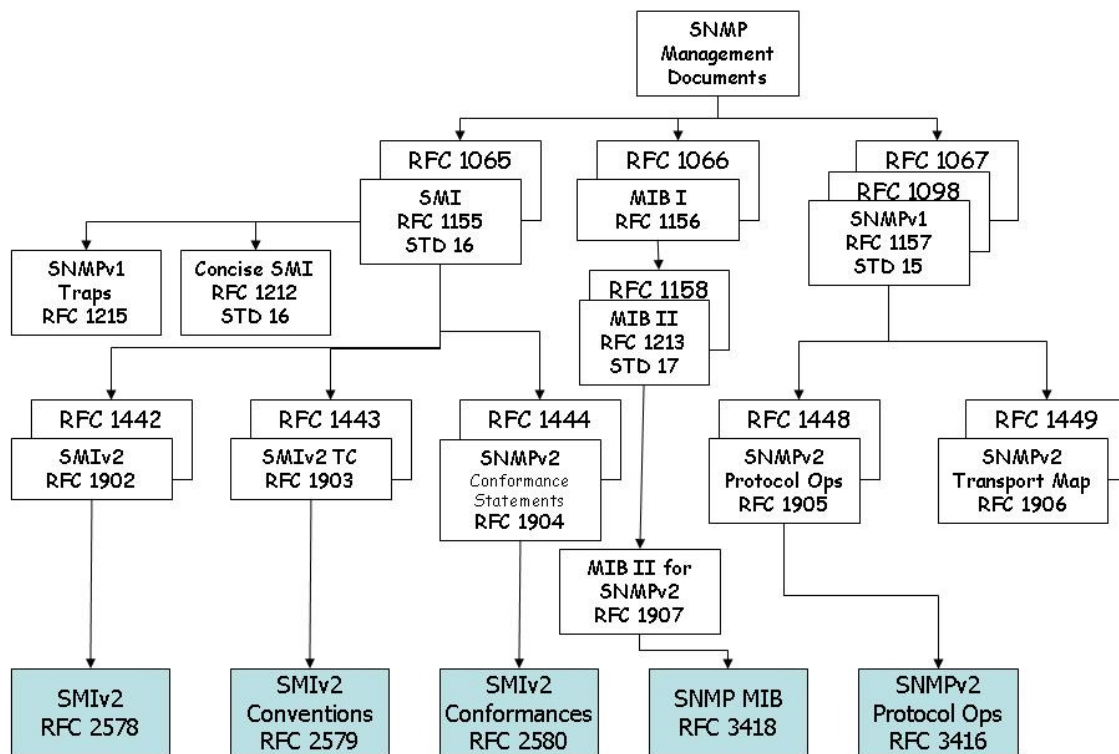 SNMP
Management
Documents
RFC 1065
SMI
RFC 1155
STD 16
RFC 1066
MIB I
RFC 1156
RFC 1067
RFC 1098
SNMPv1
RFC 1157
STD 15
SNMPv1
Traps
RFC 1215
Concise SMI
RFC 1212
STD 16
RFC 1158
MIB II
RFC 1213
STD 17
RFC 1442
SMIv2
RFC 1902
RFC 1443
SMIv2 TC
RFC 1903
RFC 1444
SNMPv2
Conformance
Statements
RFC 1904
RFC 1448
SNMPv2
Protocol Ops
RFC 1905
RFC 1449
SNMPv2
Transport Map
RFC 1906
MIB II for
SNMPv2
RFC 1907
SMIv2
RFC 2578
SMIv2
Conventions
RFC 2579
SMIv2
Conformances
RFC 2580
SNMP MIB
RFC 3418
SNMPv2
Protocol Ops
RFC 3416